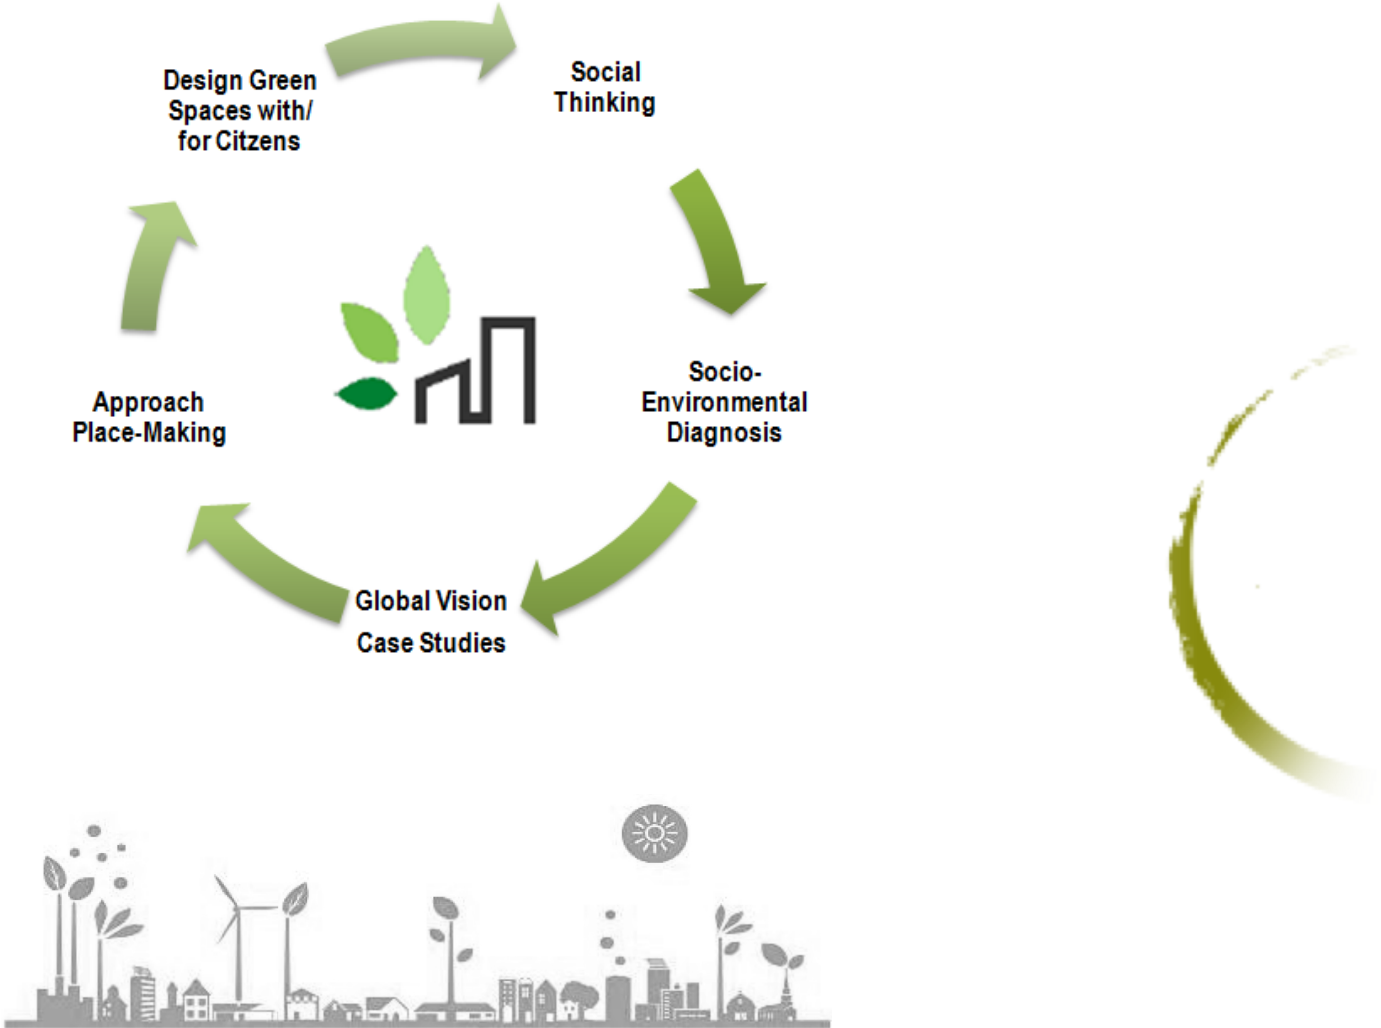 Design Green
Spaces with/
for Citzens
Social
Thinking
Socio-
Environmental
Diagnosis
Global Vision
Case Studies
Approach
Place-Making